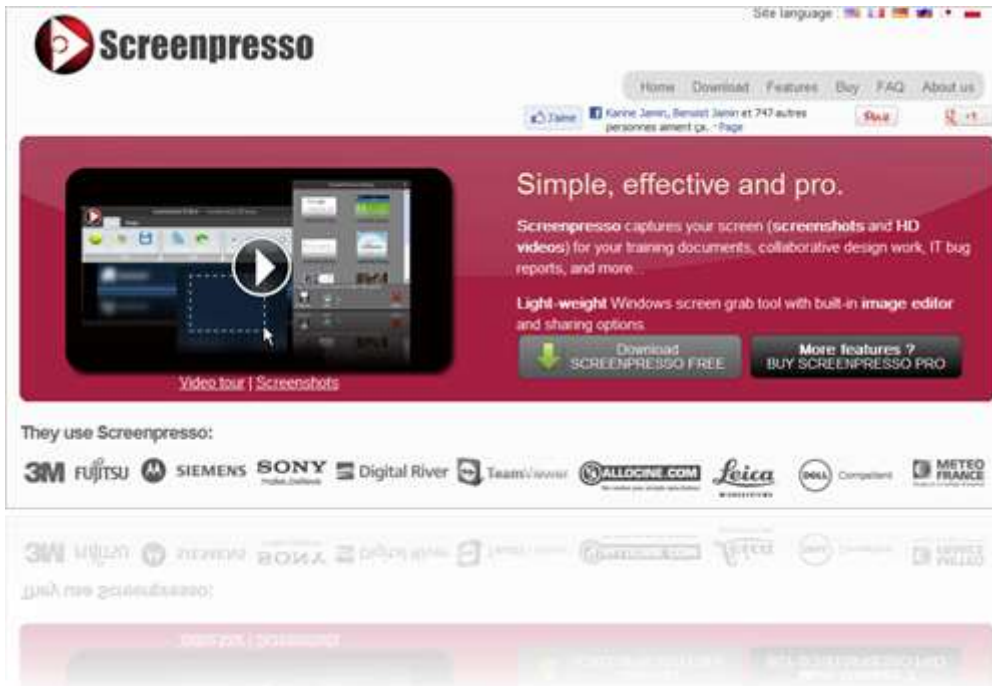 Site language :
Screenpresso
Home Download Features Buy FAQ About us
J'aime
Karine Jamin, Benoist Jamin et 747 autres
personnes aiment ça. · Page
Pin it
+1
Simple, effective and pro.
Screenpresso captures your screen (screenshots and HD
videos) for your training documents, collaborative design work, IT bug
reports, and more.
Light-weight Windows screen grab tool with built-in image editor
and sharing options.
Download
SCREENPRESSO FREE
More features ?
BUY SCREENPRESSO PRO
Video tour | Screenshots
They use Screenpresso:
3M FUJITSU SIEMENS SONY Digital River TeamViewer ALLOCINE.COM Leica DELL Compellent METEO FRANCE
MICROSYSTEMS